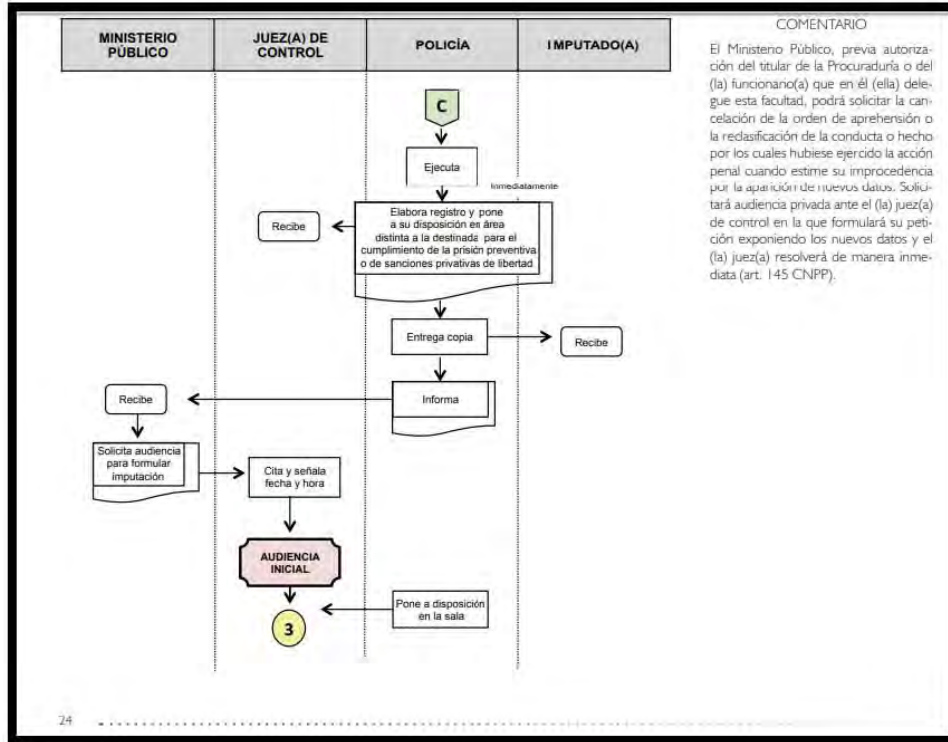 MINISTERIO
PÚBLICO
JUEZ(A) DE
CONTROL
POLICÍA
IMPUTADO(A)
C
Ejecuta
Inmediatamente
Elabora registro y pone
a su disposición en área
distinta a la destinada para el
cumplimiento de la prisión preventiva
o de sanciones privativas de libertad
Recibe
Entrega copia
Recibe
Informa
Recibe
Solicita audiencia
para formular
imputación
Cita y señala
fecha y hora
AUDIENCIA
INICIAL
Pone a disposición
en la sala
3
COMENTARIO
El Ministerio Público, previa autoriza-
ción del titular de la Procuraduría o del
(la) funcionario(a) que en él (ella) dele-
gue esta facultad, podrá solicitar la can-
celación de la orden de aprehensión o
la reclasificación de la conducta o hecho
por los cuales hubiese ejercido la acción
penal cuando estime su improcedencia
por la aparición de nuevos datos. Solici-
tará audiencia privada ante el (la) juez(a)
de control en la que formulará su peti-
ción exponiendo los nuevos datos y el
(la) juez(a) resolverá de manera inme-
diata (art. 145 CNPP).
24